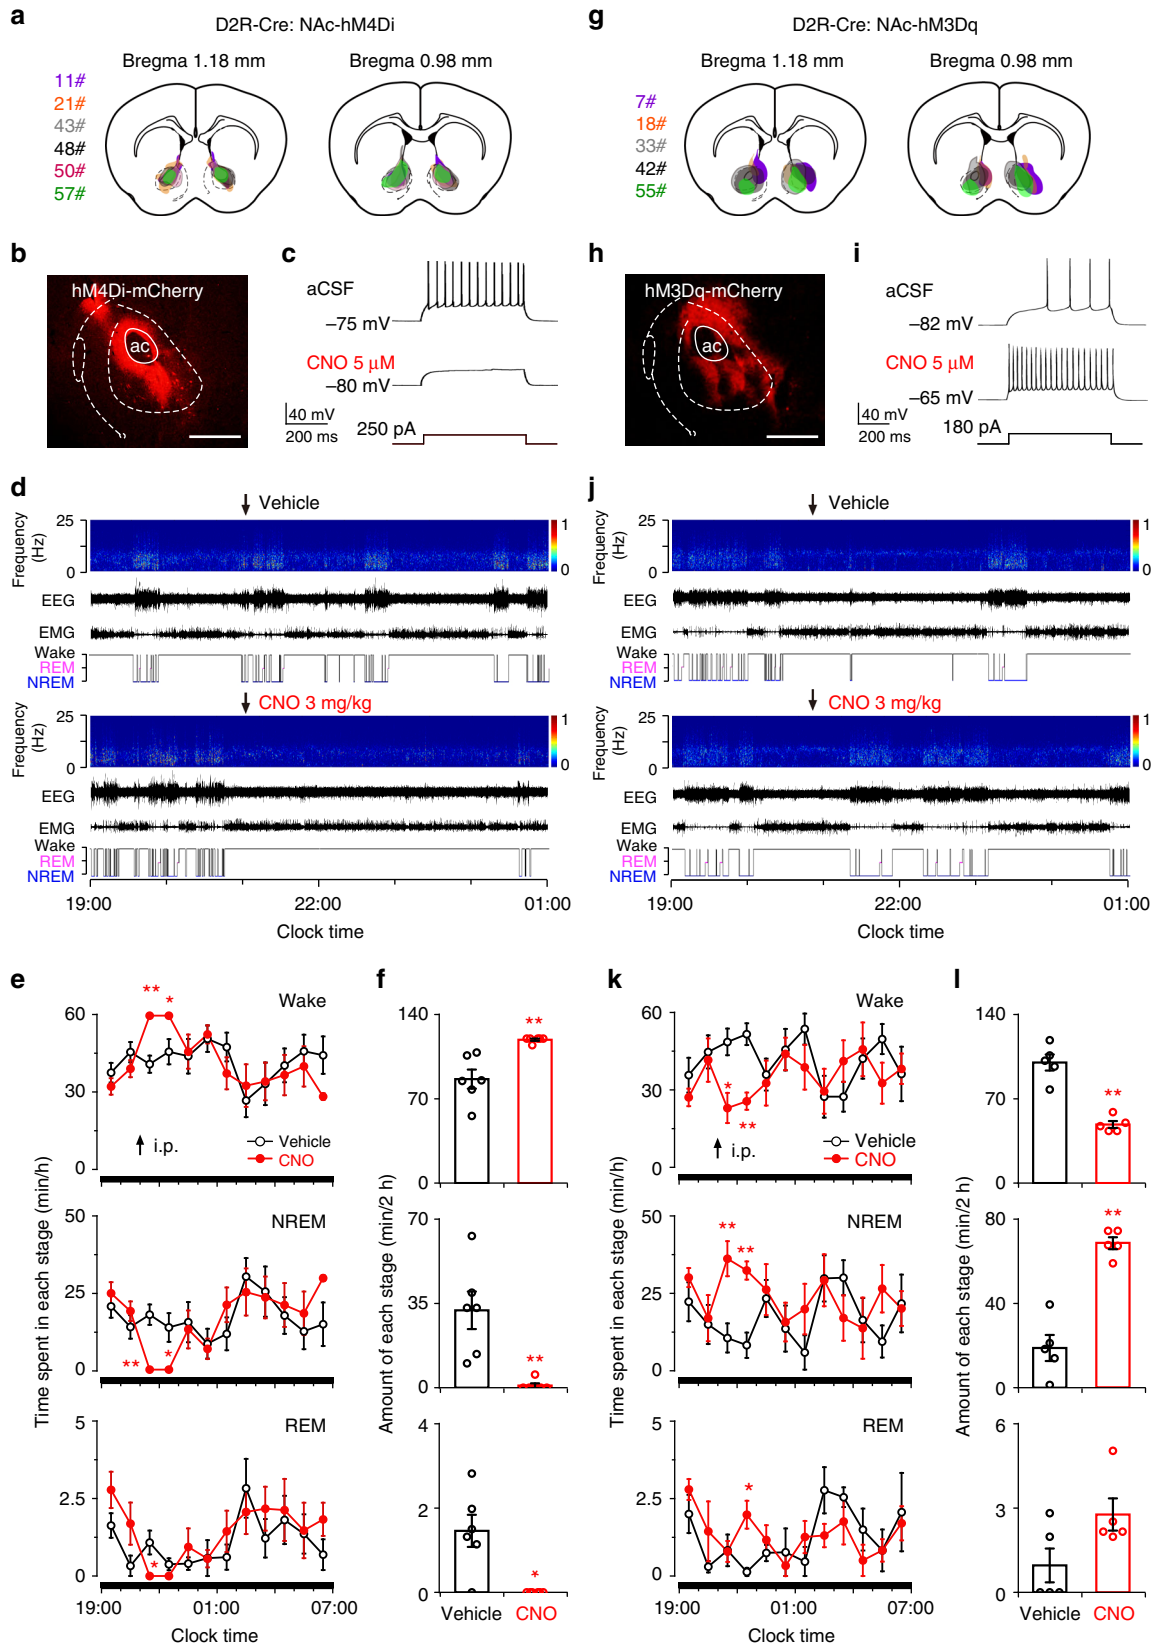 a
D2R-Cre: NAc-hM4Di
Bregma 1.18 mm
Bregma 0.98 mm
11#
21#
43#
48#
50#
57#
g
D2R-Cre: NAc-hM3Dq
Bregma 1.18 mm
Bregma 0.98 mm
7#
18#
33#
42#
55#
b
hM4Di-mCherry
ac
c
aCSF
–75 mV
CNO 5 μM
–80 mV
40 mV
200 ms
250 pA
h
hM3Dq-mCherry
ac
i
aCSF
–82 mV
CNO 5 μM
–65 mV
40 mV
200 ms
180 pA
d
Vehicle
Frequency
(Hz)
25
0
1
0
EEG
EMG
Wake
REM
NREM
CNO 3 mg/kg
Frequency
(Hz)
25
0
1
0
EEG
EMG
Wake
REM
NREM
19:00
22:00
01:00
Clock time
j
Vehicle
Frequency
(Hz)
25
0
1
0
EEG
EMG
Wake
REM
NREM
CNO 3 mg/kg
Frequency
(Hz)
25
0
1
0
EEG
EMG
Wake
REM
NREM
19:00
22:00
01:00
Clock time
e
Time spent in each stage (min/h)
Wake
60
30
0
** *
i.p.
Vehicle
CNO
NREM
50
25
0
** *
REM
5
2.5
0
*
19:00
01:00
07:00
Clock time
f
Amount of each stage (min/2 h)
140
70
0
**
70
35
0
**
4
2
0
*
Vehicle
CNO
k
Time spent in each stage (min/h)
Wake
60
30
0
*
**
i.p.
Vehicle
CNO
NREM
50
25
0
**
**
REM
5
2.5
0
*
19:00
01:00
07:00
Clock time
l
Amount of each stage (min/2 h)
140
70
0
**
80
40
0
**
6
3
0
Vehicle
CNO